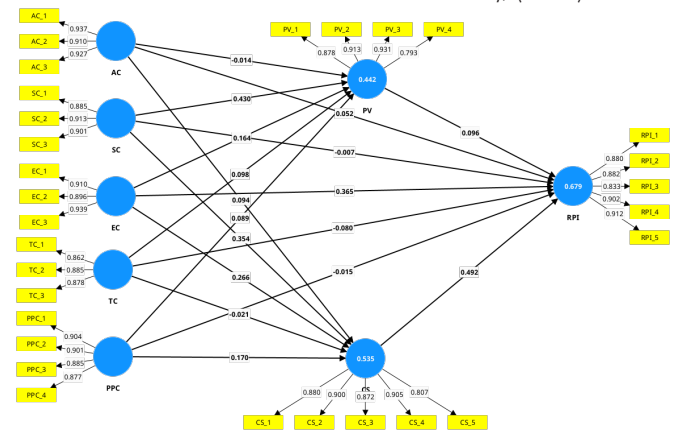 AC_1
0.937
AC_2
0.910
AC_3
0.927
AC
SC_1
0.885
SC_2
0.913
SC_3
0.901
SC
EC_1
0.910
EC_2
0.896
EC_3
0.939
EC
TC_1
0.862
TC_2
0.885
TC_3
0.878
TC
PPC_1
0.904
PPC_2
0.901
PPC_3
0.885
PPC_4
0.877
PPC
PV_1
PV_2
PV_3
PV_4
0.878
0.913
0.931
0.793
0.442
PV
-0.014
0.430
0.052
0.164
0.096
-0.007
0.098
0.365
0.094
0.089
-0.080
0.354
-0.015
0.266
0.492
-0.021
0.170
0.679
RPI
RPI_1
0.880
RPI_2
0.882
RPI_3
0.833
RPI_4
0.902
RPI_5
0.912
0.535
CS
0.880
0.900
0.872
0.905
0.807
CS_1
CS_2
CS_3
CS_4
CS_5